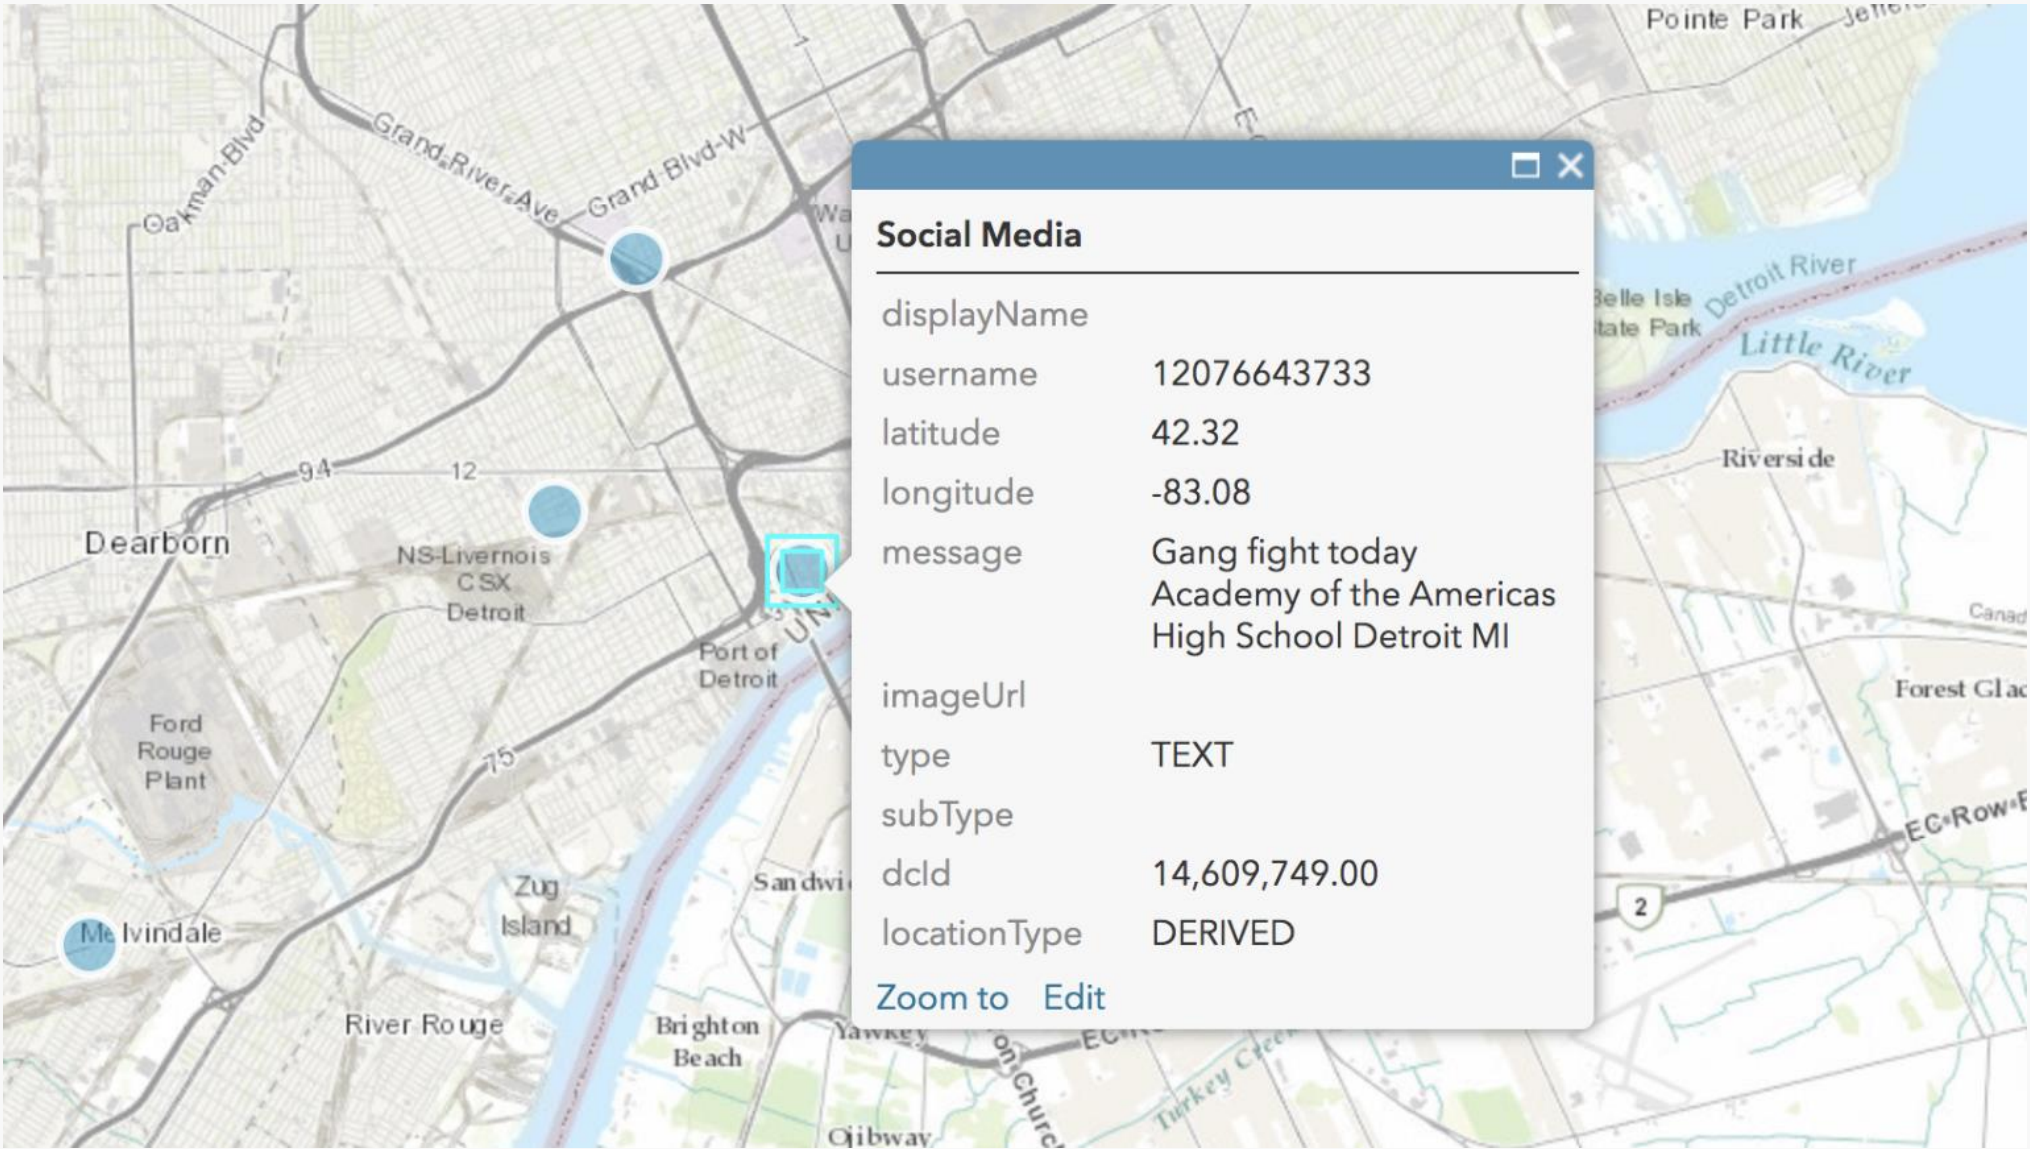 Pointe Park
Oakman-Blvd
Grand-River-Ave
Grand-Blvd-W
1
Social Media
displayName
username 12076643733
latitude 42.32
longitude -83.08
message Gang fight today
Academy of the Americas
High School Detroit MI
imageUrl
type TEXT
subType
dcId 14,609,749.00
locationType DERIVED
Zoom to Edit
Detroit River
Belle Isle
State Park
Little River
Riverside
94
12
Dearborn
NS-Livernois
CSX
Detroit
Port of
Detroit
Ford
Rouge
Plant
75
Zug
Island
Melvindale
River Rouge
Brighton
Beach
Yawkey
Turkey Creek
Ojibway
Forest Glad
2